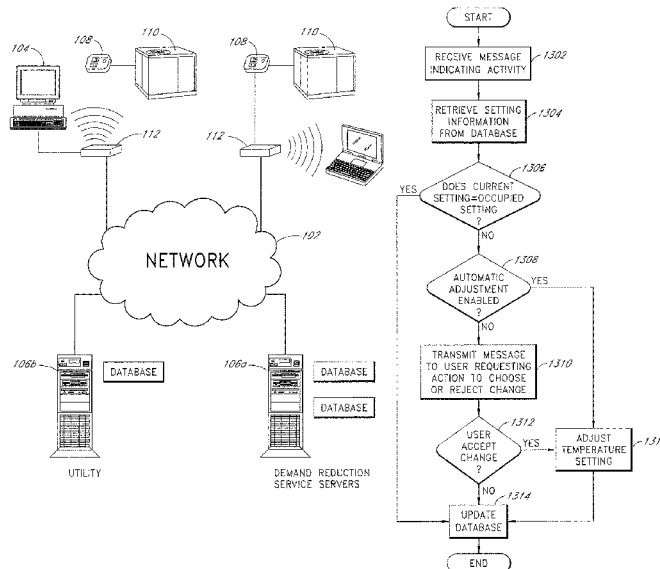 104
108
110
108
110
112
112
102
NETWORK
106b
DATABASE
106a
DATABASE
DATABASE
UTILITY
DEMAND REDUCTION
SERVICE SERVERS
START
1302
RECEIVE MESSAGE
INDICATING ACTIVITY
1304
RETRIEVE SETTING
INFORMATION
FROM DATABASE
1306
YES
DOES CURRENT
SETTING=OCCUPIED
SETTING
?
NO
1308
AUTOMATIC
ADJUSTMENT
ENABLED
?
YES
NO
TRANSMIT MESSAGE
TO USER REQUESTING
ACTION TO CHOOSE
OR REJECT CHANGE
1310
1312
USER
ACCEPT
CHANGE
?
YES
ADJUST
TEMPERATURE
SETTING
131
NO
1314
UPDATE
DATABASE
END